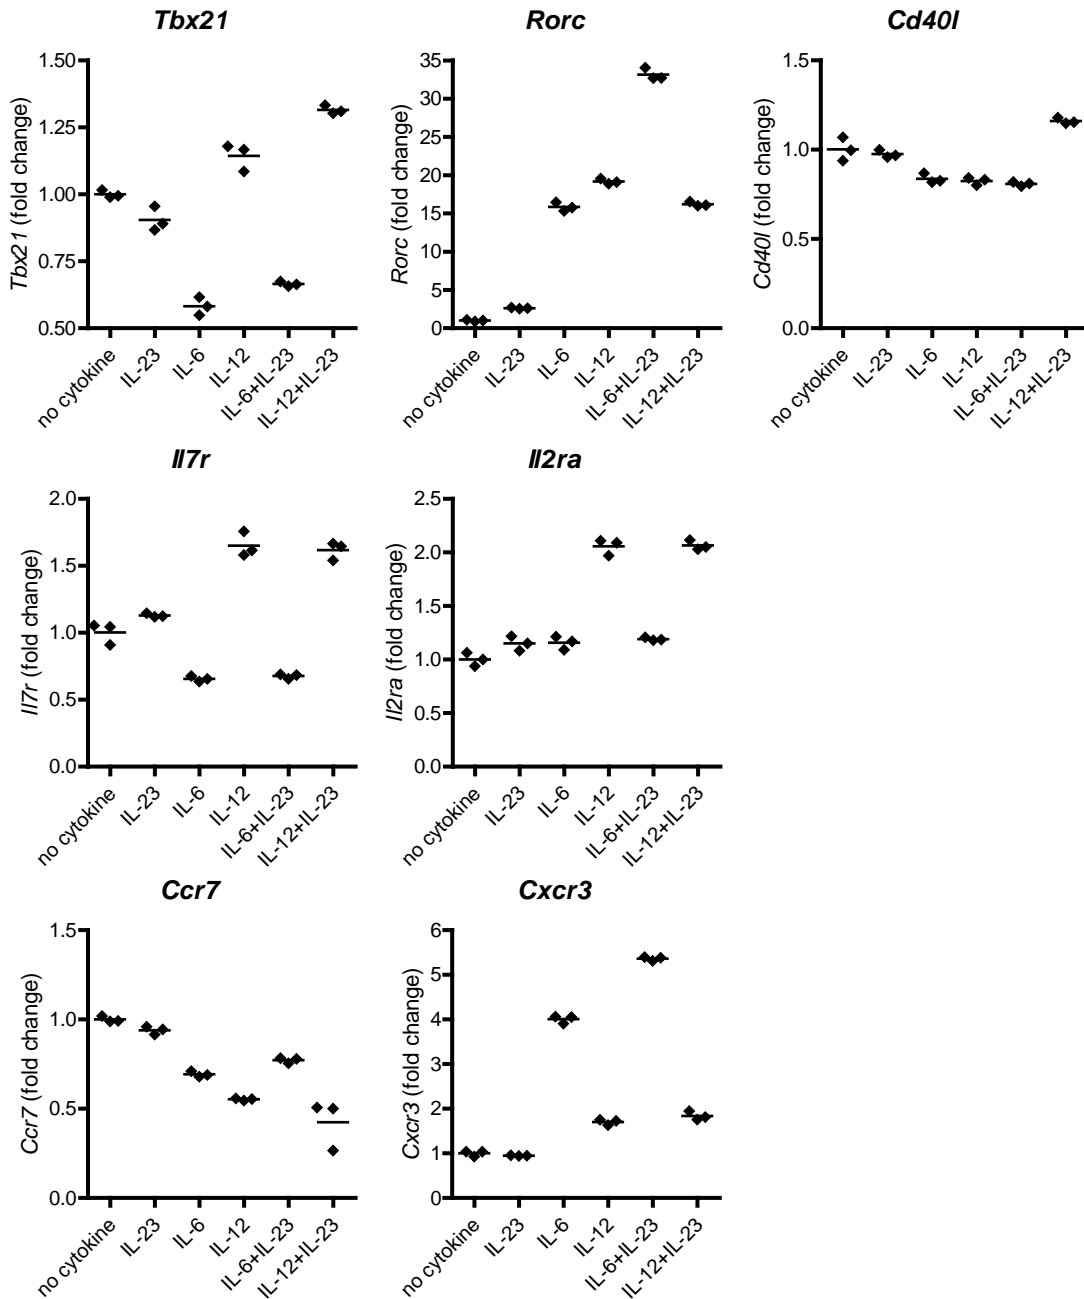 Tbx21
Tbx21 (fold change)
1.50
1.25
1.00
0.75
0.50
no cytokine
IL-23
IL-6
IL-12
IL-6+IL-23
IL-12+IL-23
Rorc
Rorc (fold change)
35
30
25
20
15
10
5
0
no cytokine
IL-23
IL-6
IL-12
IL-6+IL-23
IL-12+IL-23
Cd40l
Cd40l (fold change)
1.5
1.0
0.5
0.0
no cytokine
IL-23
IL-6
IL-12
IL-6+IL-23
IL-12+IL-23
Il7r
Il7r (fold change)
2.0
1.5
1.0
0.5
0.0
no cytokine
IL-23
IL-6
IL-12
IL-6+IL-23
IL-12+IL-23
Il2ra
Il2ra (fold change)
2.5
2.0
1.5
1.0
0.5
0.0
no cytokine
IL-23
IL-6
IL-12
IL-6+IL-23
IL-12+IL-23
Ccr7
Ccr7 (fold change)
1.5
1.0
0.5
0.0
no cytokine
IL-23
IL-6
IL-12
IL-6+IL-23
IL-12+IL-23
Cxcr3
Cxcr3 (fold change)
6
5
4
3
2
1
0
no cytokine
IL-23
IL-6
IL-12
IL-6+IL-23
IL-12+IL-23